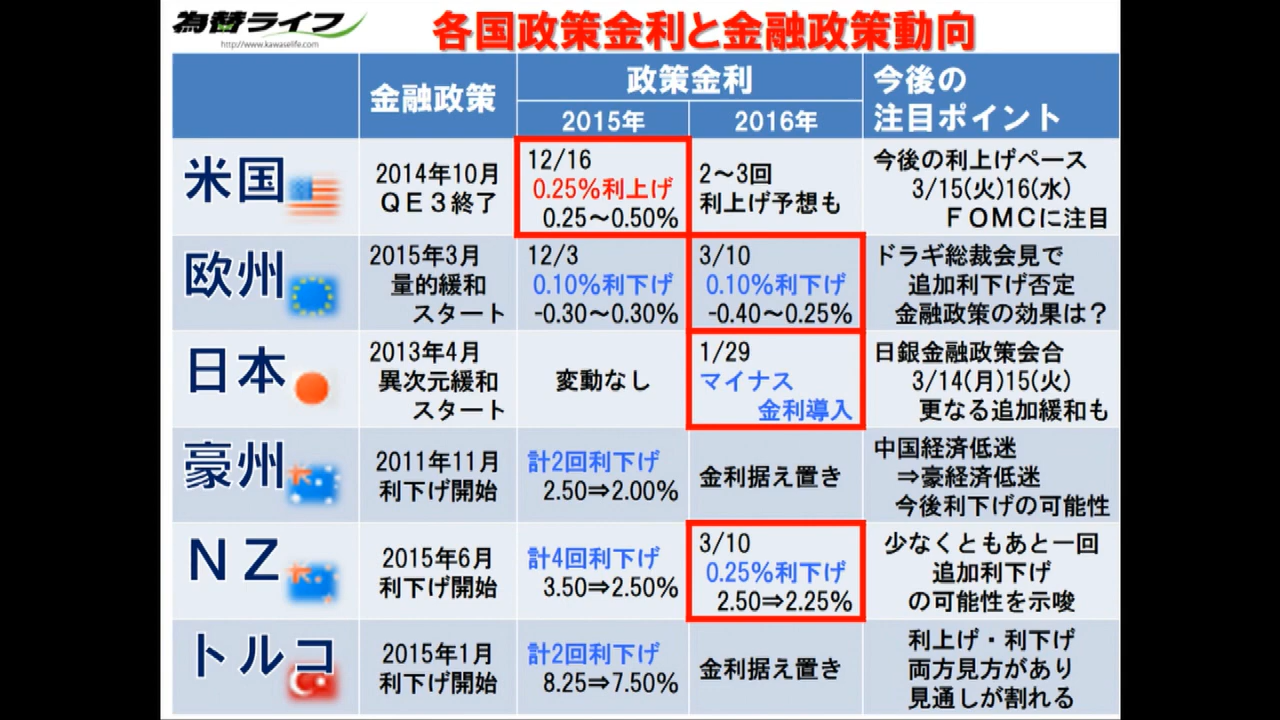 為替ライフ
http://www.kawaselife.com
各国政策金利と金融政策動向
金融政策
政策金利
2015年
2016年
今後の
注目ポイント
米国
2014年10月
QE3終了
12/16
0.25%利上げ
0.25～0.50%
2～3回
利上げ予想も
今後の利上げペース
3/15(火)16(水)
FOMCに注目
欧州
2015年3月
量的緩和
スタート
12/3
0.10%利下げ
-0.30～0.30%
3/10
0.10%利下げ
-0.40～0.25%
ドラギ総裁会見で
追加利下げ否定
金融政策の効果は？
日本
2013年4月
異次元緩和
スタート
変動なし
1/29
マイナス
金利導入
日銀金融政策会合
3/14(月)15(火)
更なる追加緩和も
豪州
2011年11月
利下げ開始
計2回利下げ
2.50⇒2.00%
金利据え置き
中国経済低迷
⇒豪経済低迷
今後利下げの可能性
NZ
2015年6月
利下げ開始
計4回利下げ
3.50⇒2.50%
3/10
0.25%利下げ
2.50⇒2.25%
少なくともあと一回
追加利下げ
の可能性を示唆
トルコ
2015年1月
利下げ開始
計2回利下げ
8.25⇒7.50%
金利据え置き
利上げ・利下げ
両方見方があり
見通しが割れる